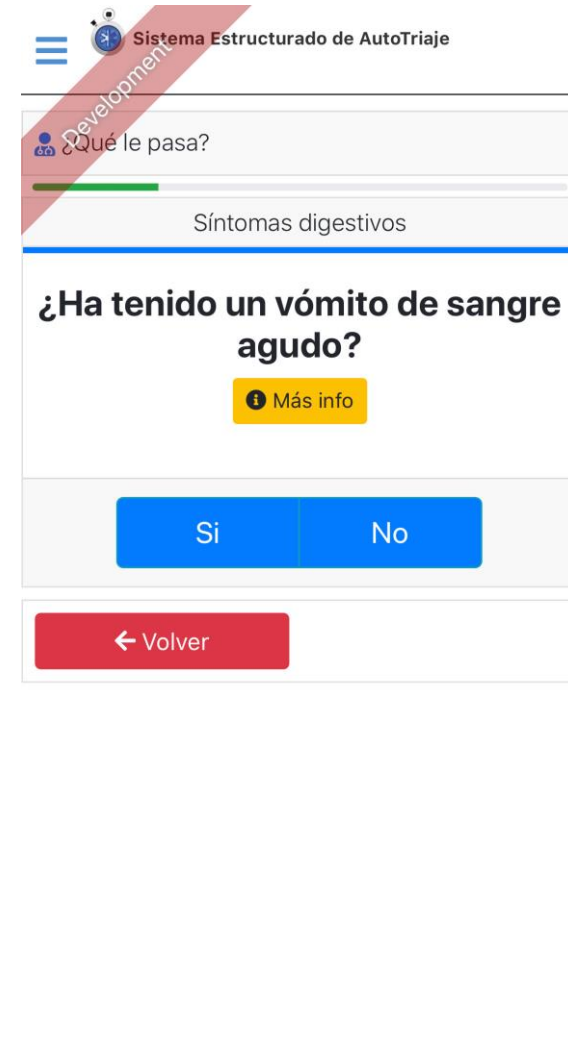 Sistema Estructurado de AutoTriaje
Development
¿Qué le pasa?
Síntomas digestivos
¿Ha tenido un vómito de sangre
agudo?
Más info
Si
No
Volver